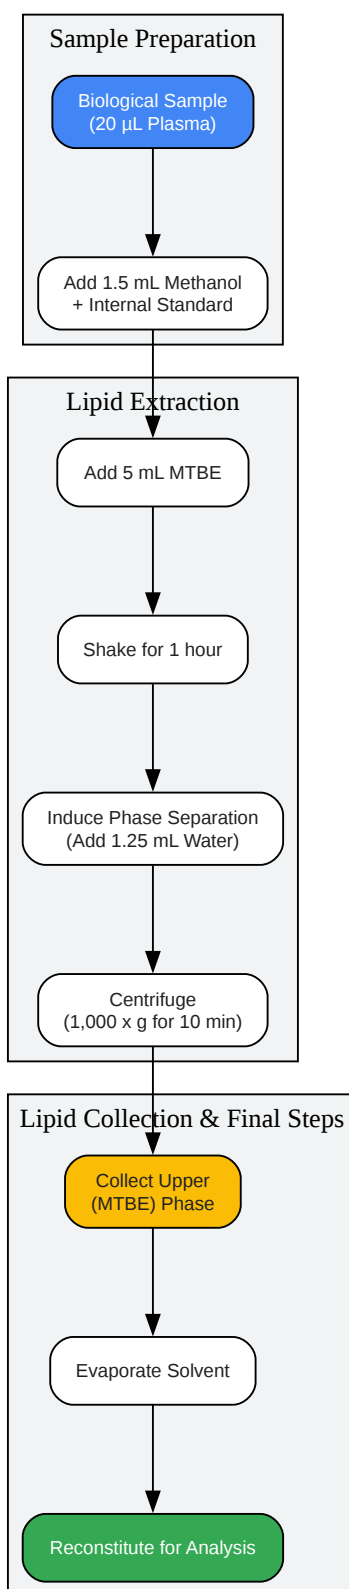 Sample Preparation
Biological Sample
(20 µL Plasma)
Add 1.5 mL Methanol
+ Internal Standard
Lipid Extraction
Add 5 mL MTBE
Shake for 1 hour
Induce Phase Separation
(Add 1.25 mL Water)
Centrifuge
(1,000 x g for 10 min)
Lipid Collection & Final Steps
Collect Upper
(MTBE) Phase
Evaporate Solvent
Reconstitute for Analysis